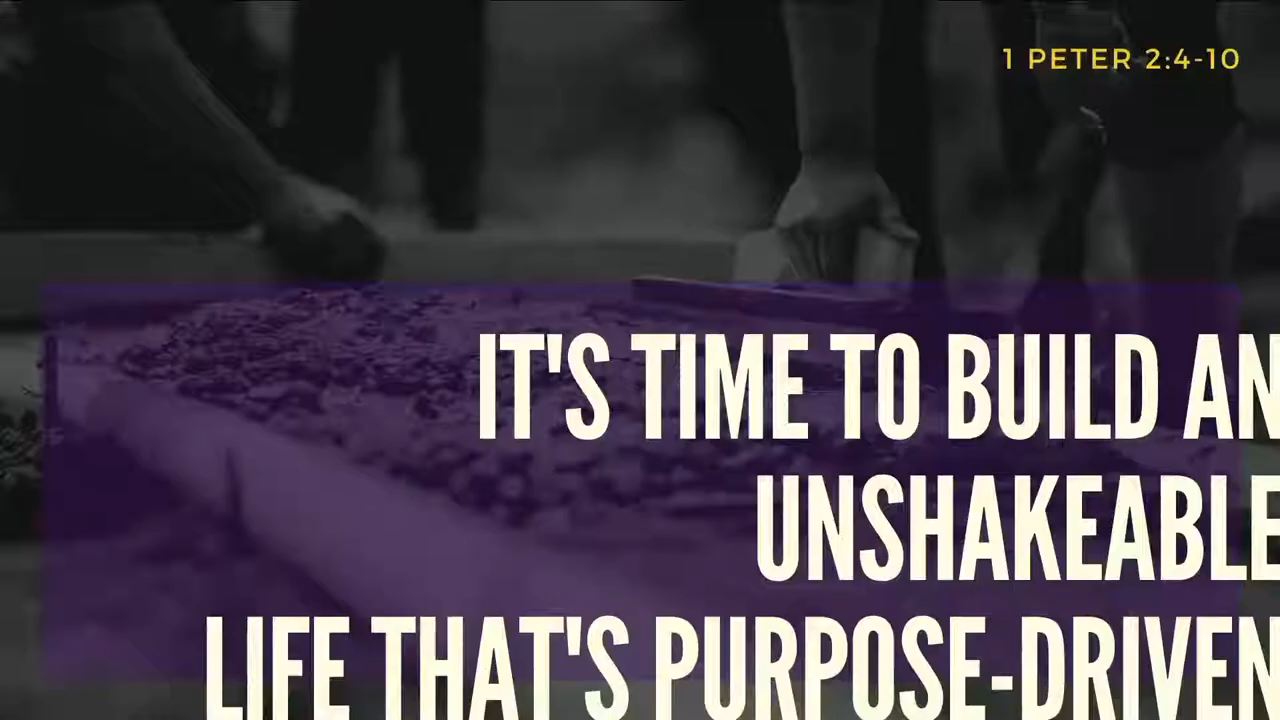 1 PETER 2:4-10
IT'S TIME TO BUILD AN
UNSHAKEABLE
LIFE THAT'S PURPOSE-DRIVEN